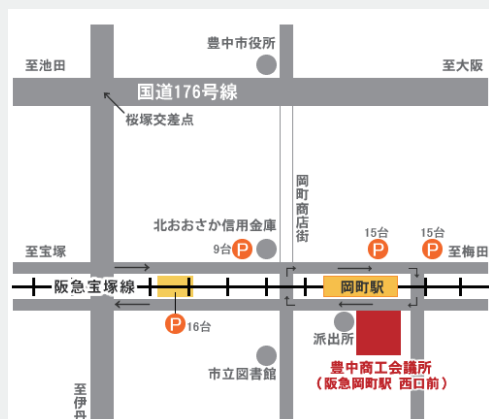 豊中市役所
至池田
至大阪
国道176号線
桜塚交差点
岡町商店街
北おおさか信用金庫
9台
P
15台
P
15台
P
至宝塚
至梅田
阪急宝塚線
岡町駅
P
16台
派出所
市立図書館
豊中商工会議所
(阪急岡町駅 西口前)
至伊丹